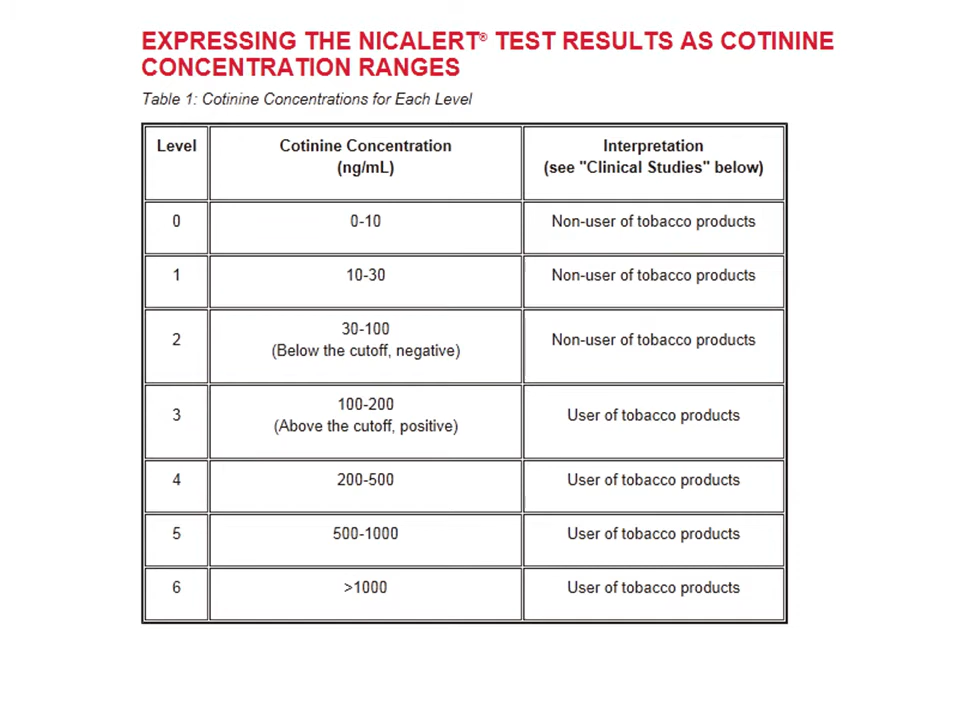 EXPRESSING THE NICALERT® TEST RESULTS AS COTININE
CONCENTRATION RANGES
Table 1: Cotinine Concentrations for Each Level
Level
Cotinine Concentration
(ng/mL)
Interpretation
(see "Clinical Studies" below)
0
0-10
Non-user of tobacco products
1
10-30
Non-user of tobacco products
2
30-100
(Below the cutoff, negative)
Non-user of tobacco products
3
100-200
(Above the cutoff, positive)
User of tobacco products
4
200-500
User of tobacco products
5
500-1000
User of tobacco products
6
>1000
User of tobacco products